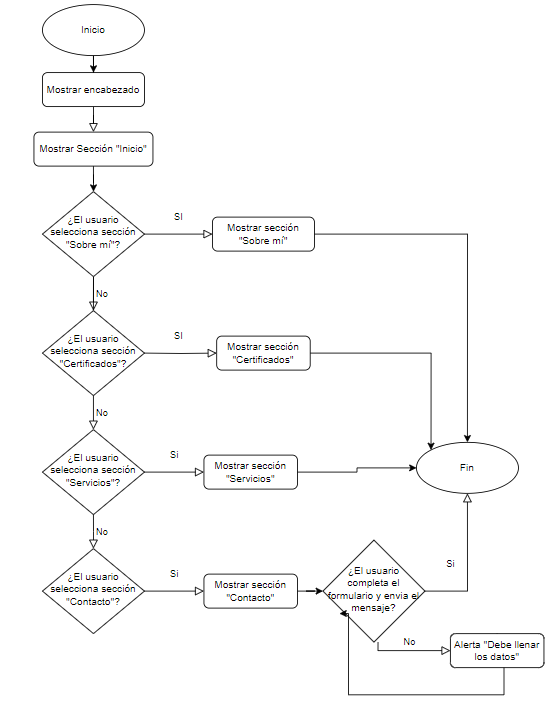 Inicio
Mostrar encabezado
Mostrar Sección "Inicio"
¿El usuario
selecciona sección
"Sobre mí"?
SI
Mostrar sección
"Sobre mí"
No
¿El usuario
selecciona sección
"Certificados"?
SI
Mostrar sección
"Certificados"
No
¿El usuario
selecciona sección
"Servicios"?
Si
Mostrar sección
"Servicios"
Fin
No
¿El usuario
selecciona sección
"Contacto"?
Si
Mostrar sección
"Contacto"
¿El usuario
completa el
formulario y envia el
mensaje?
Si
No
Alerta "Debe llenar
los datos"